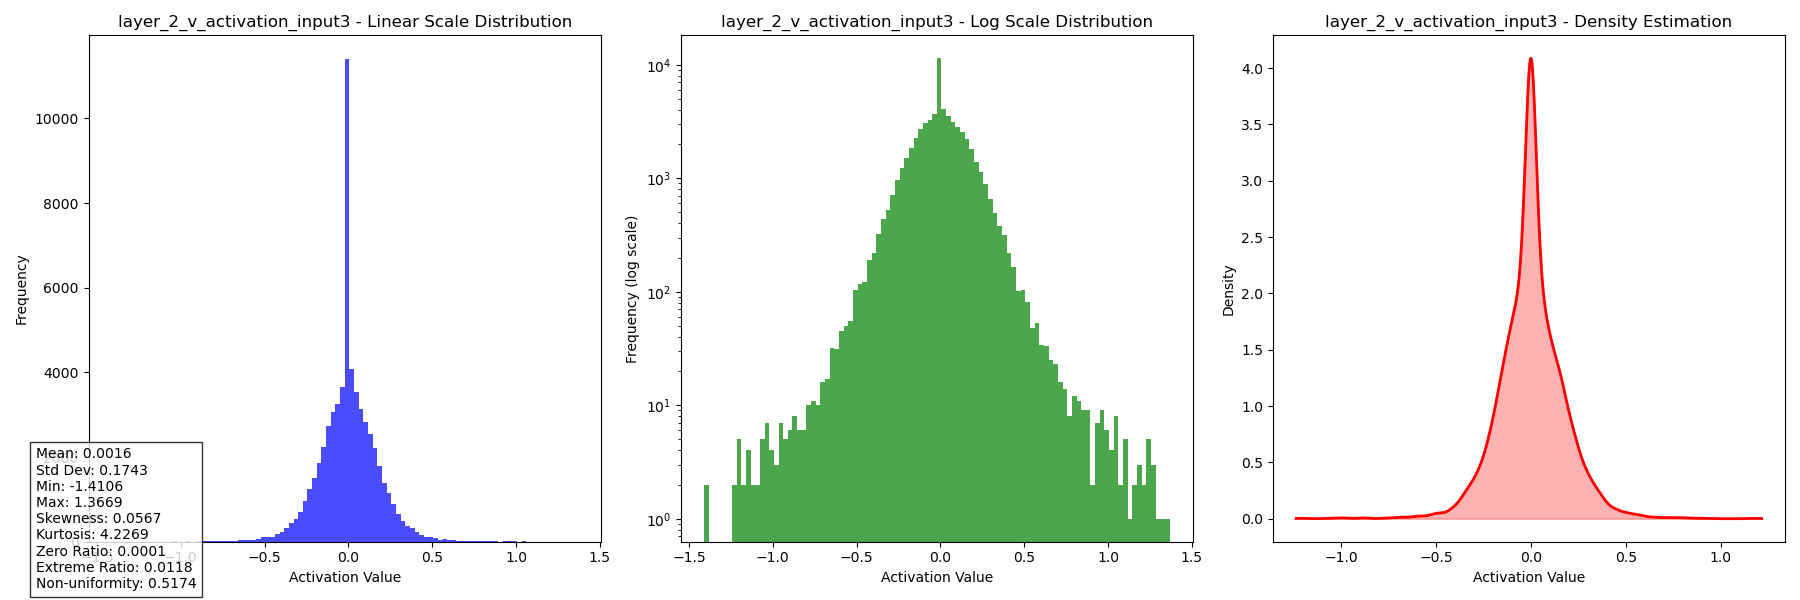 layer_2_v_activation_input3 - Linear Scale Distribution
Frequency
10000
8000
6000
4000
2000
0
Mean: 0.0016
Std Dev: 0.1743
Min: -1.4106
Max: 1.3669
Skewness: 0.0567
Kurtosis: 4.2269
Zero Ratio: 0.0001
Extreme Ratio: 0.0118
Non-uniformity: 0.5174
−1.5 −1.0 −0.5 0.0 0.5 1.0 1.5
Activation Value
layer_2_v_activation_input3 - Log Scale Distribution
Frequency (log scale)
10⁴
10³
10²
10¹
10⁰
−1.5 −1.0 −0.5 0.0 0.5 1.0 1.5
Activation Value
layer_2_v_activation_input3 - Density Estimation
Density
4.0
3.5
3.0
2.5
2.0
1.5
1.0
0.5
0.0
−1.0 −0.5 0.0 0.5 1.0
Activation Value